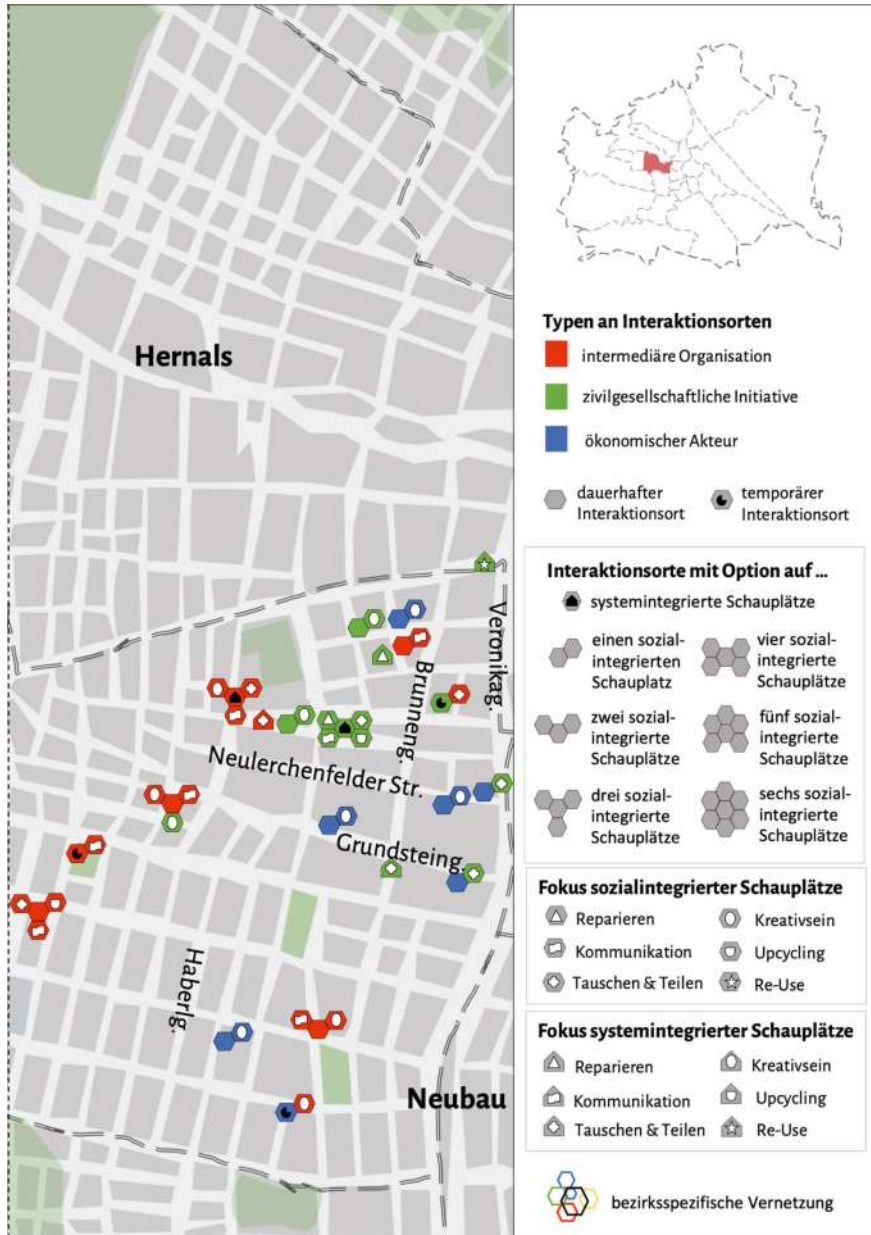 Hernals
Veronikag.
Brunneng.
Neulerchenfelder Str.
Grundsteing.
Haberlg.
Neubau
Typen an Interaktionsorten
intermediäre Organisation
zivilgesellschaftliche Initiative
ökonomischer Akteur
dauerhafter
Interaktionsort
temporärer
Interaktionsort
Interaktionsorte mit Option auf ...
systemintegrierte Schauplätze
einen sozial-
integrierten
Schauplatz
vier sozial-
integrierte
Schauplätze
zwei sozial-
integrierte
Schauplätze
fünf sozial-
integrierte
Schauplätze
drei sozial-
integrierte
Schauplätze
sechs sozial-
integrierte
Schauplätze
Fokus sozialintegrierter Schauplätze
Reparieren
Kreativsein
Kommunikation
Upcycling
Tauschen & Teilen
Re-Use
Fokus systemintegrierter Schauplätze
Reparieren
Kreativsein
Kommunikation
Upcycling
Tauschen & Teilen
Re-Use
bezirksspezifische Vernetzung